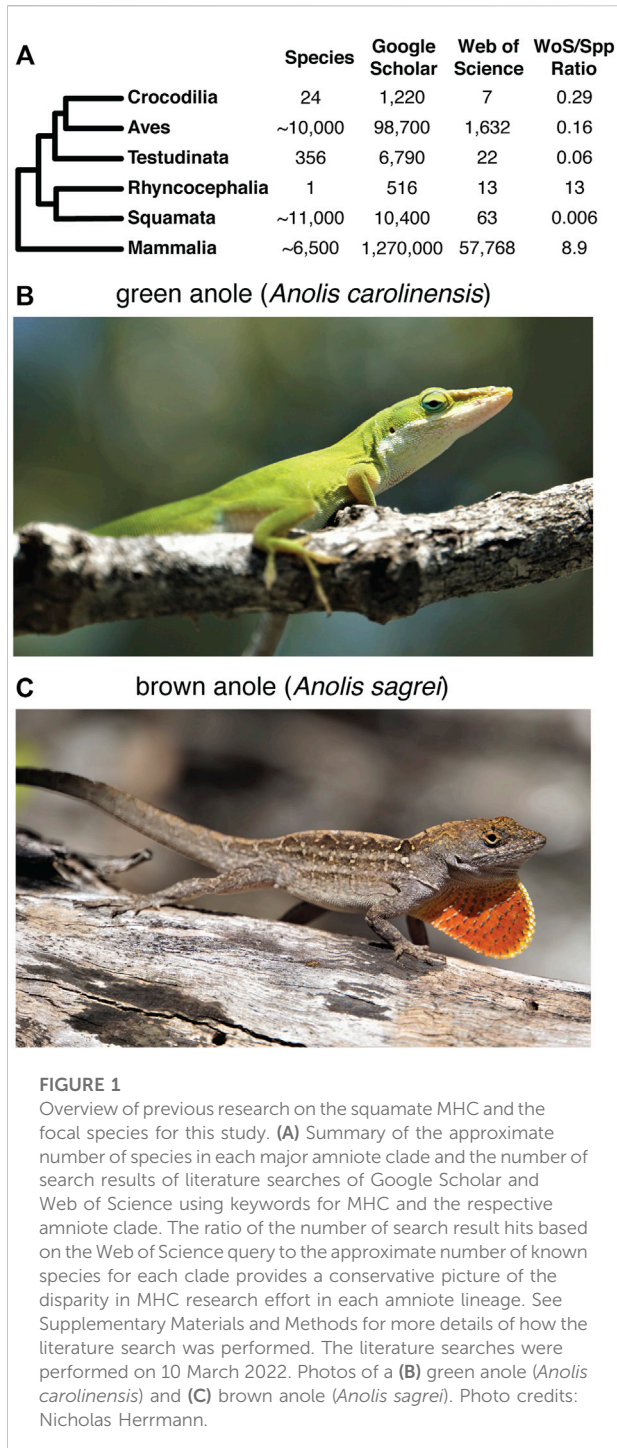 A
Species Google Scholar Web of Science WoS/Spp Ratio
Crocodilia 24 1,220 7 0.29
Aves ~10,000 98,700 1,632 0.16
Testudinata 356 6,790 22 0.06
Rhyncocephalia 1 516 13 13
Squamata ~11,000 10,400 63 0.006
Mammalia ~6,500 1,270,000 57,768 8.9
B green anole (Anolis carolinensis)
C brown anole (Anolis sagrei)
FIGURE 1
Overview of previous research on the squamate MHC and the
focal species for this study. (A) Summary of the approximate
number of species in each major amniote clade and the number of
search results of literature searches of Google Scholar and
Web of Science using keywords for MHC and the respective
amniote clade. The ratio of the number of search result hits based
on the Web of Science query to the approximate number of known
species for each clade provides a conservative picture of the
disparity in MHC research effort in each amniote lineage. See
Supplementary Materials and Methods for more details of how the
literature search was performed. The literature searches were
performed on 10 March 2022. Photos of a (B) green anole (Anolis
carolinensis) and (C) brown anole (Anolis sagrei). Photo credits:
Nicholas Herrmann.